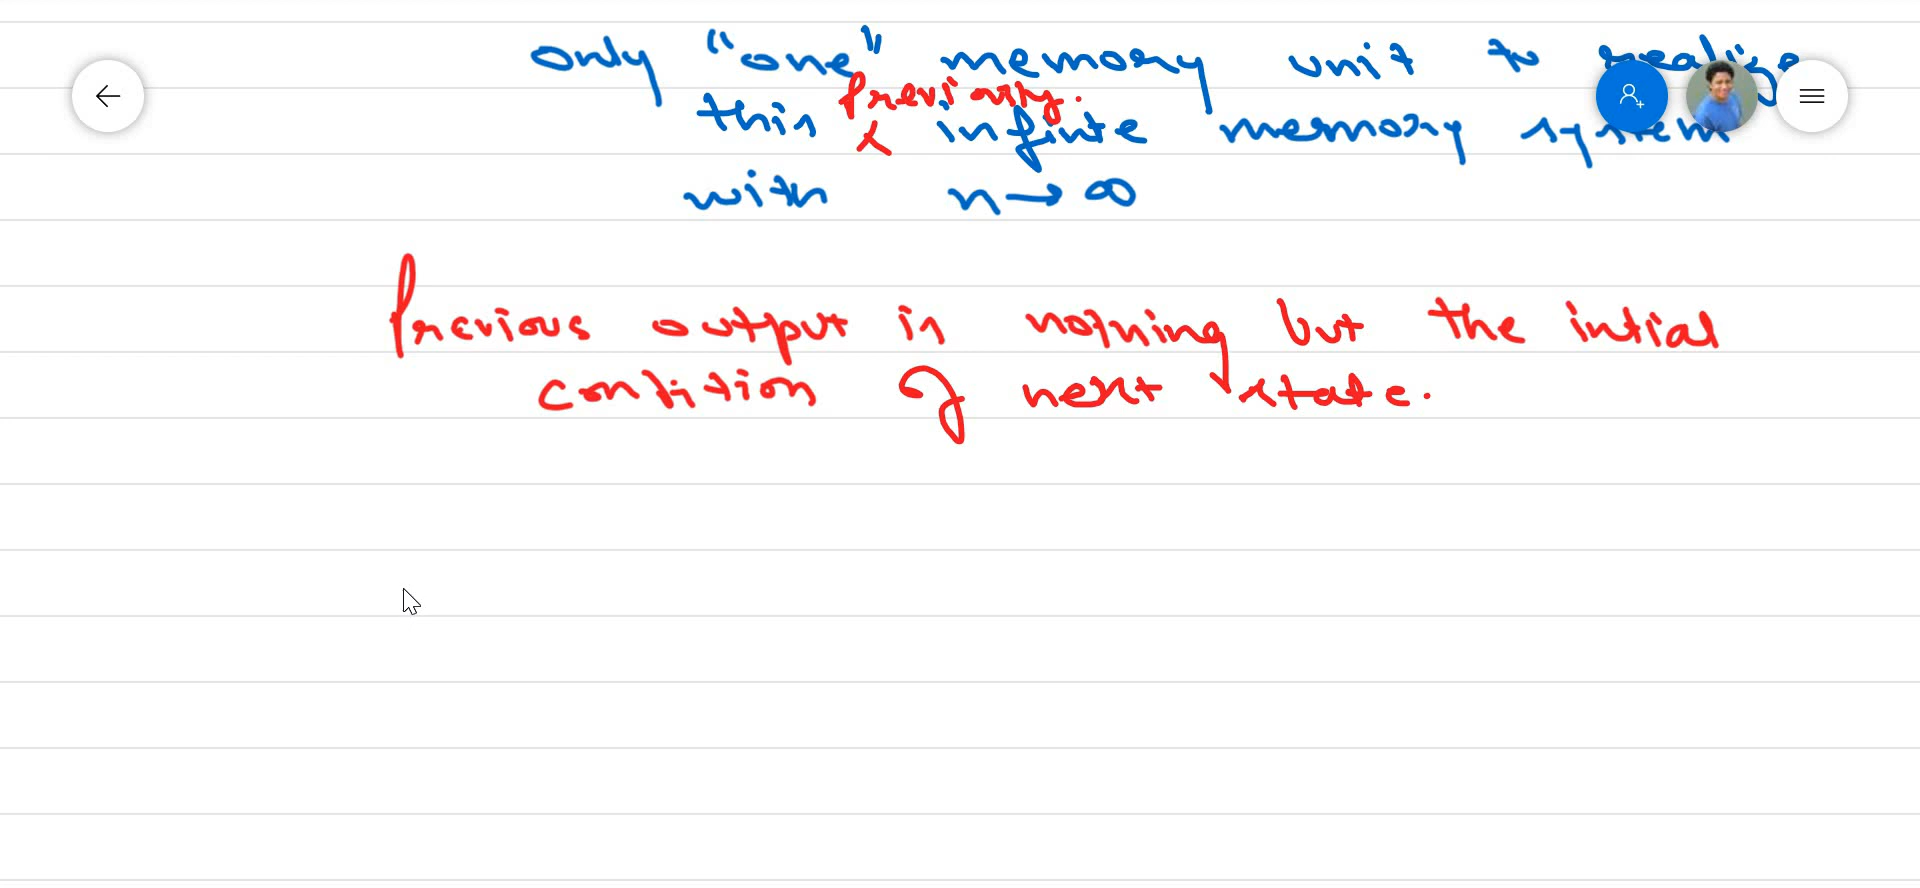 only "one" memory unit to realize
this previously infinte memory system
with n→∞
Previous output is nothing but the intial
condition of next state.